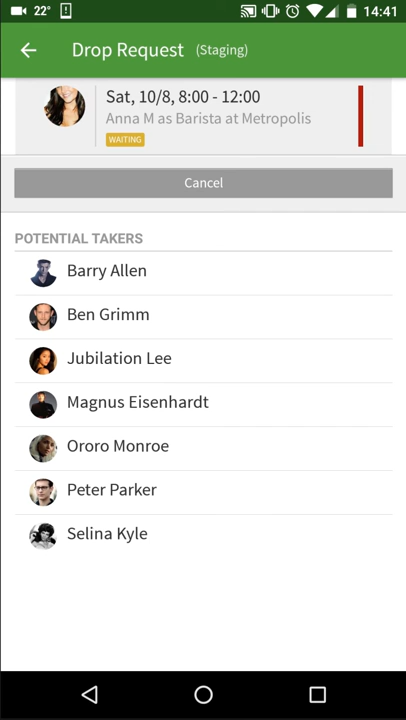 22° 14:41
Drop Request (Staging)
Sat, 10/8, 8:00 - 12:00
Anna M as Barista at Metropolis
WAITING
Cancel
POTENTIAL TAKERS
Barry Allen
Ben Grimm
Jubilation Lee
Magnus Eisenhardt
Ororo Monroe
Peter Parker
Selina Kyle